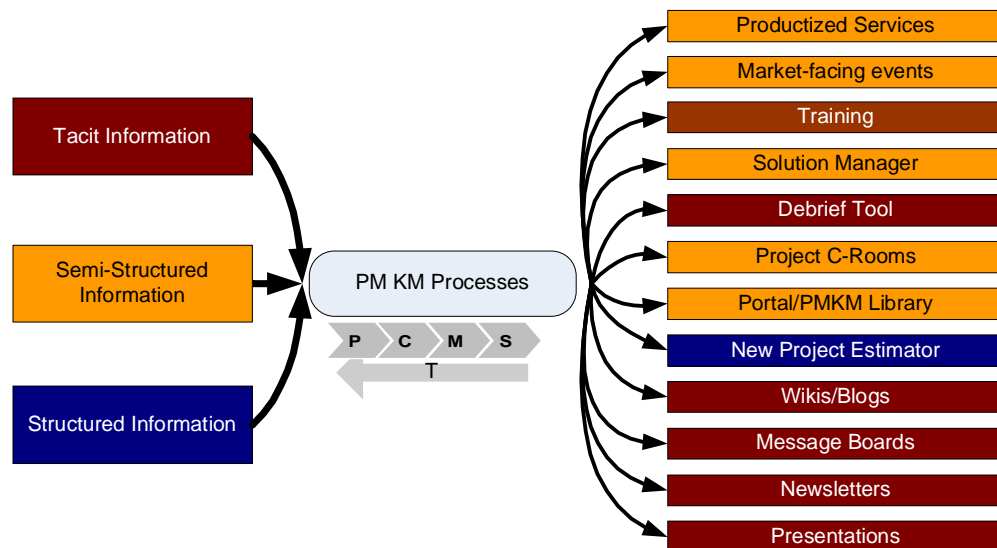 Tacit Information
Semi-Structured
Information
Structured Information
PM KM Processes
P C M S
T
Productized Services
Market-facing events
Training
Solution Manager
Debrief Tool
Project C-Rooms
Portal/PMKM Library
New Project Estimator
Wikis/Blogs
Message Boards
Newsletters
Presentations